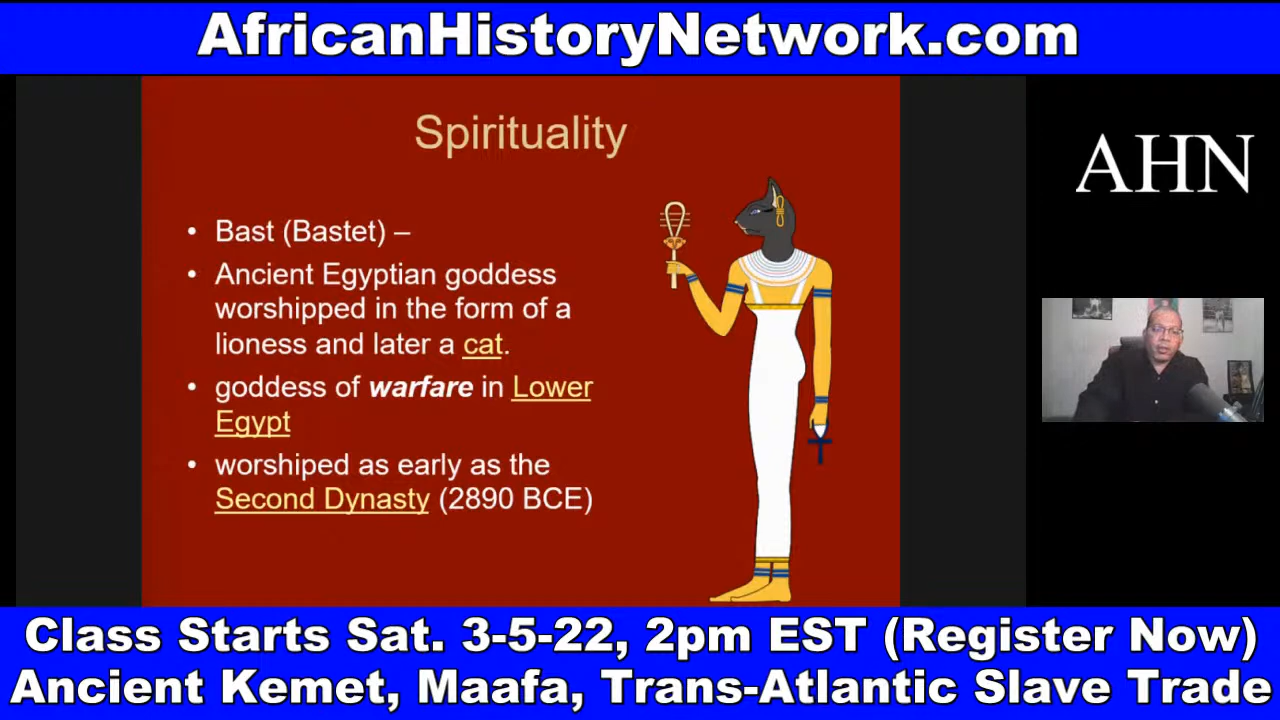 AfricanHistoryNetwork.com
Spirituality
AHN
• Bast (Bastet) –
• Ancient Egyptian goddess
worshipped in the form of a
lioness and later a cat.
• goddess of warfare in Lower
Egypt
• worshiped as early as the
Second Dynasty (2890 BCE)
Class Starts Sat. 3-5-22, 2pm EST (Register Now)
Ancient Kemet, Maafa, Trans-Atlantic Slave Trade